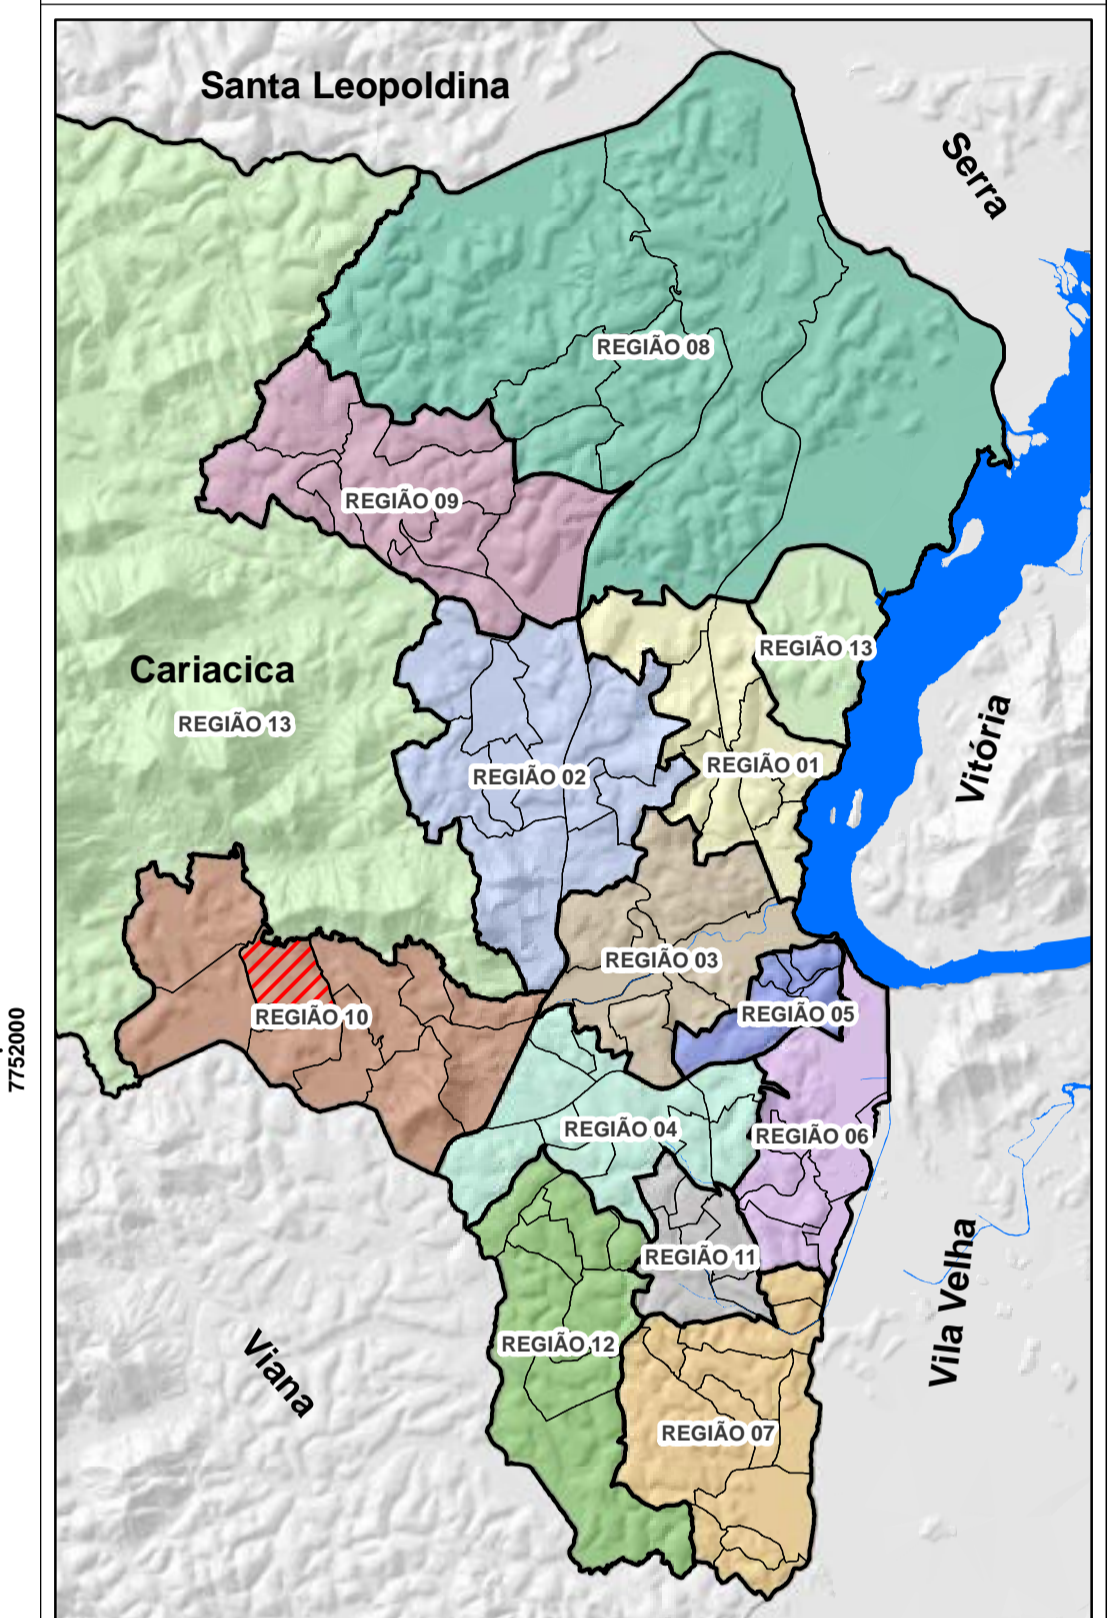 Santa Leopoldina
Serra
REGIÃO 08
REGIÃO 09
REGIÃO 13
Cariacica
REGIÃO 13
Vitória
REGIÃO 01
REGIÃO 02
REGIÃO 03
REGIÃO 05
REGIÃO 10
7752000
REGIÃO 04
REGIÃO 06
REGIÃO 11
Vila Velha
REGIÃO 12
Viana
REGIÃO 07